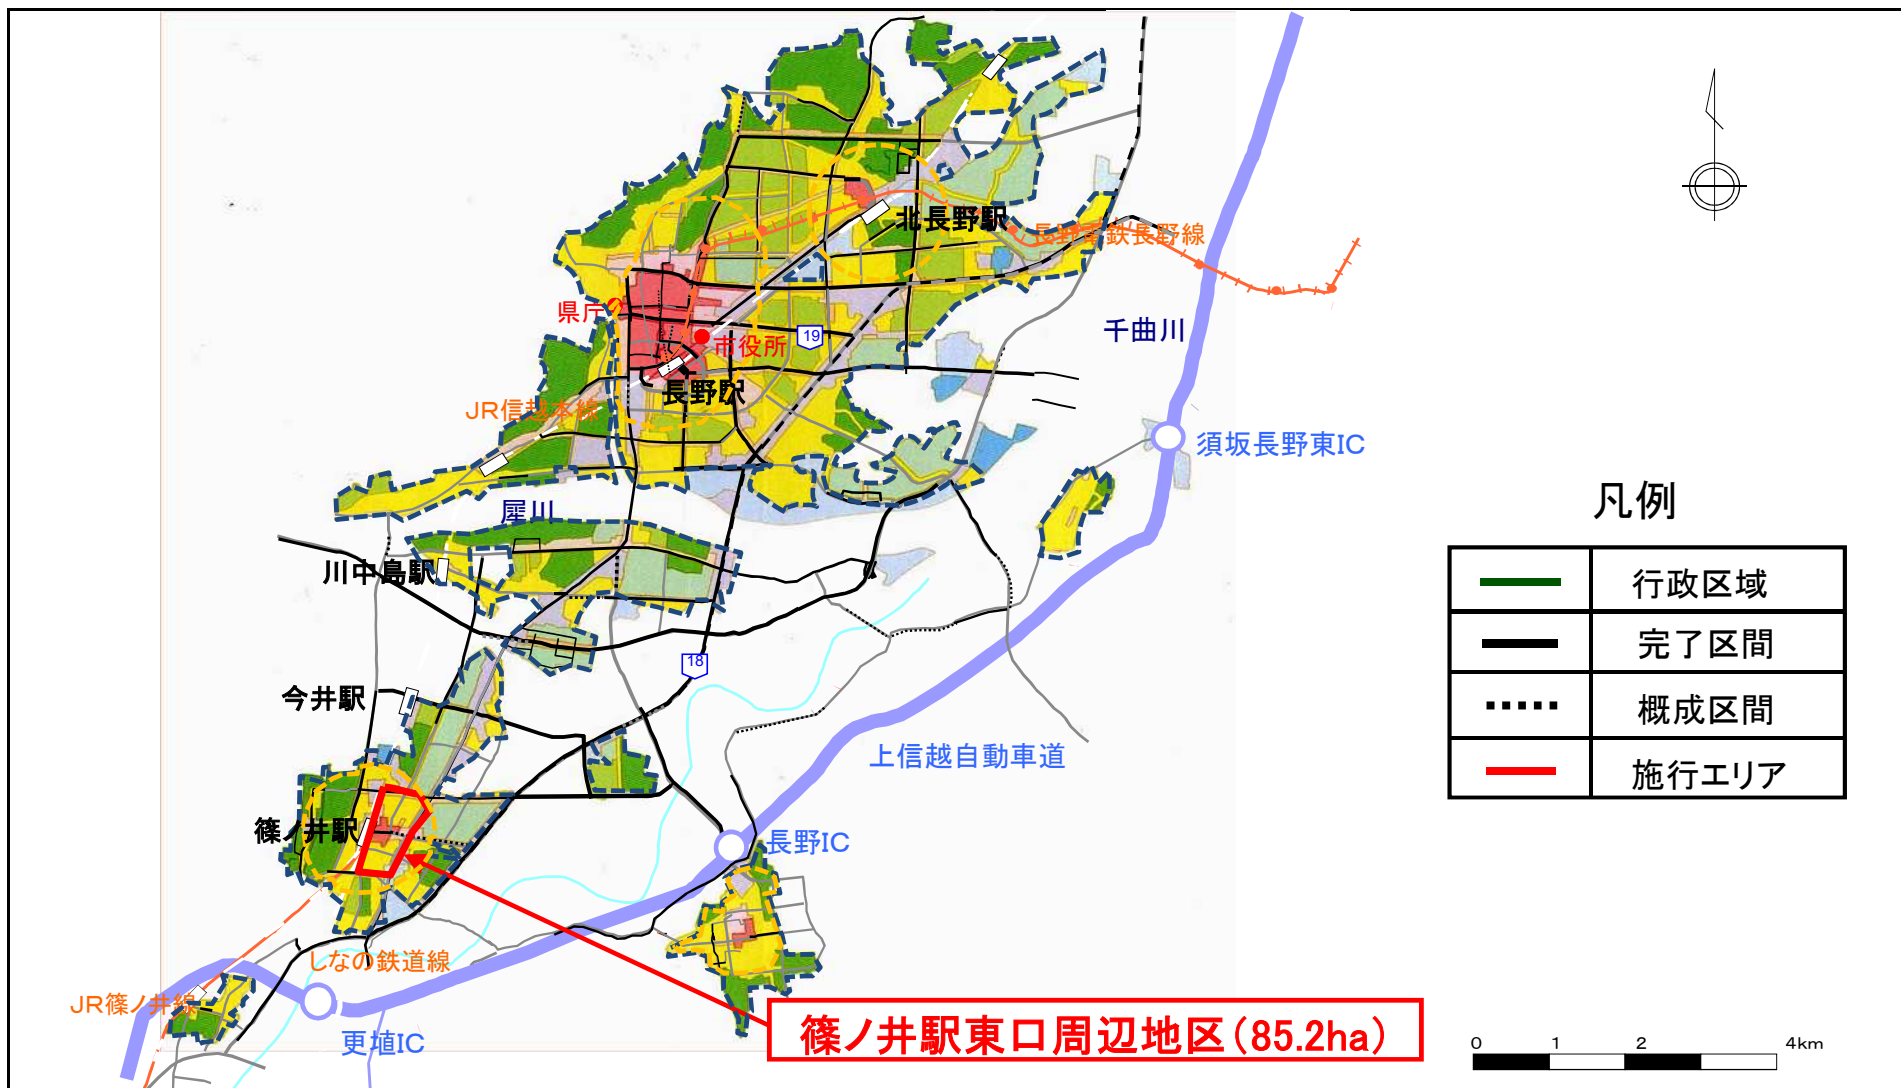 北長野駅
長野電鉄長野線
県庁
市役所
19
千曲川
長野駅
JR信越本線
須坂長野東IC
犀川
川中島駅
18
今井駅
上信越自動車道
篠ノ井駅
長野IC
しなの鉄道線
JR篠ノ井線
更埴IC
篠ノ井駅東口周辺地区(85.2ha)
凡例
行政区域
完了区間
概成区間
施行エリア
0 1 2 4km